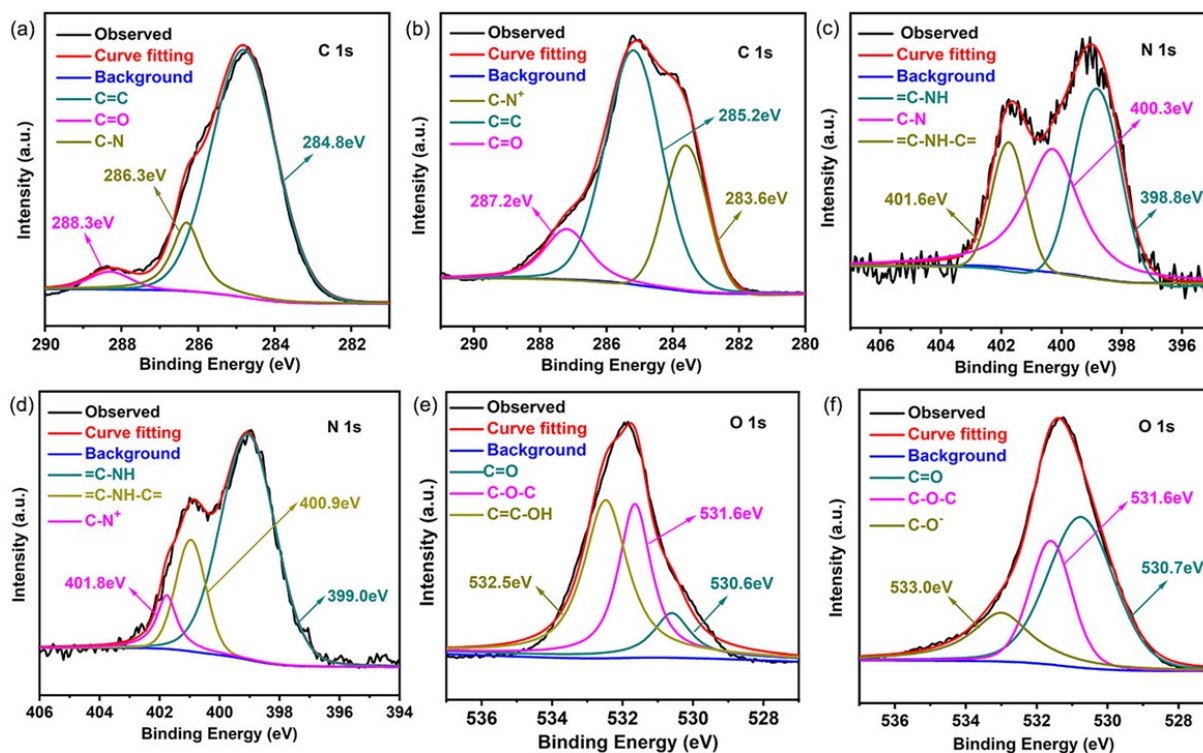 (a)
Observed
Curve fitting
Background
C=C
C=O
C-N
C 1s
286.3eV
284.8eV
288.3eV
Intensity (a.u.)
290 288 286 284 282
Binding Energy (eV)
(b)
Observed
Curve fitting
Background
C-N⁺
C=C
C=O
C 1s
285.2eV
287.2eV
283.6eV
Intensity (a.u.)
290 288 286 284 282 280
Binding Energy (eV)
(c)
Observed
Curve fitting
Background
=C-NH
C-N
=C-NH-C=
N 1s
400.3eV
401.6eV
398.8eV
Intensity (a.u.)
406 404 402 400 398 396
Binding Energy (eV)
(d)
Observed
Curve fitting
Background
=C-NH
=C-NH-C=
C-N⁺
N 1s
400.9eV
401.8eV
399.0eV
Intensity (a.u.)
406 404 402 400 398 396 394
Binding Energy (eV)
(e)
Observed
Curve fitting
Background
C=O
C-O-C
C=C-OH
O 1s
531.6eV
532.5eV
530.6eV
Intensity (a.u.)
536 534 532 530 528
Binding Energy (eV)
(f)
Observed
Curve fitting
Background
C=O
C-O-C
C-O⁻
O 1s
531.6eV
533.0eV
530.7eV
Intensity (a.u.)
536 534 532 530 528
Binding Energy (eV)